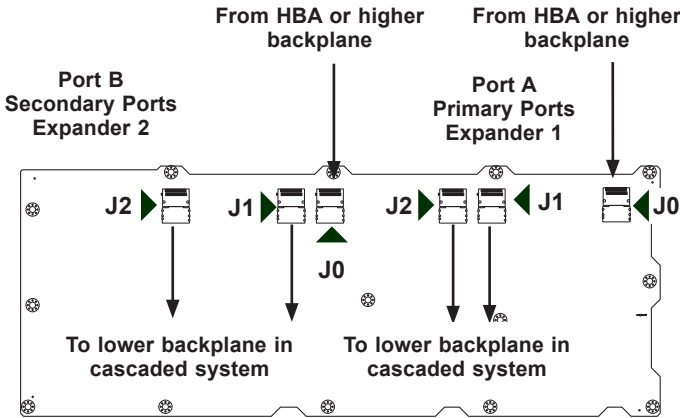 From HBA or higher
backplane
From HBA or higher
backplane
Port B
Secondary Ports
Expander 2
Port A
Primary Ports
Expander 1
J2
J1
J0
J2
J1
J0
To lower backplane in
cascaded system
To lower backplane in
cascaded system